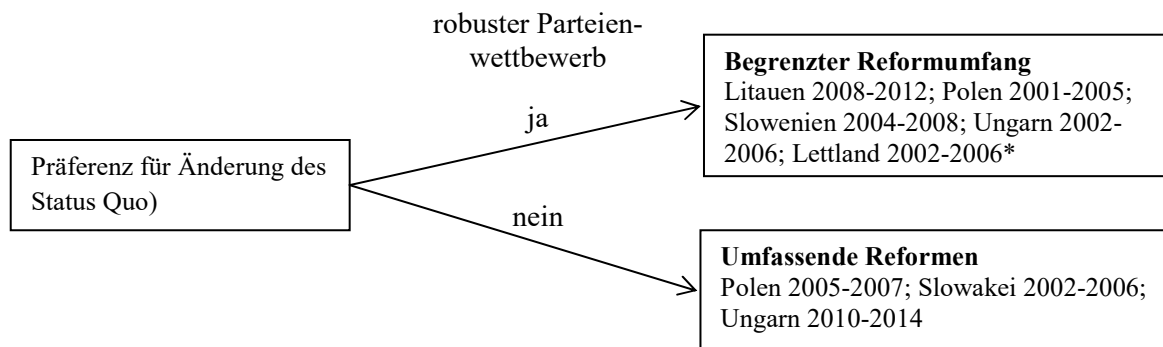 robuster Parteien-
wettbewerb
Begrenzter Reformumfang
Litauen 2008-2012; Polen 2001-2005;
Slowenien 2004-2008; Ungarn 2002-
2006; Lettland 2002-2006*
ja
Präferenz für Änderung des
Status Quo)
nein
Umfassende Reformen
Polen 2005-2007; Slowakei 2002-2006;
Ungarn 2010-2014